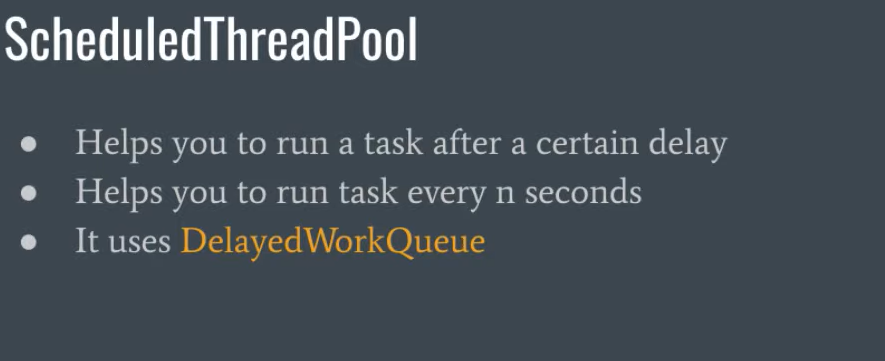 ScheduledThreadPool
● Helps you to run a task after a certain delay
● Helps you to run task every n seconds
● It uses DelayedWorkQueue